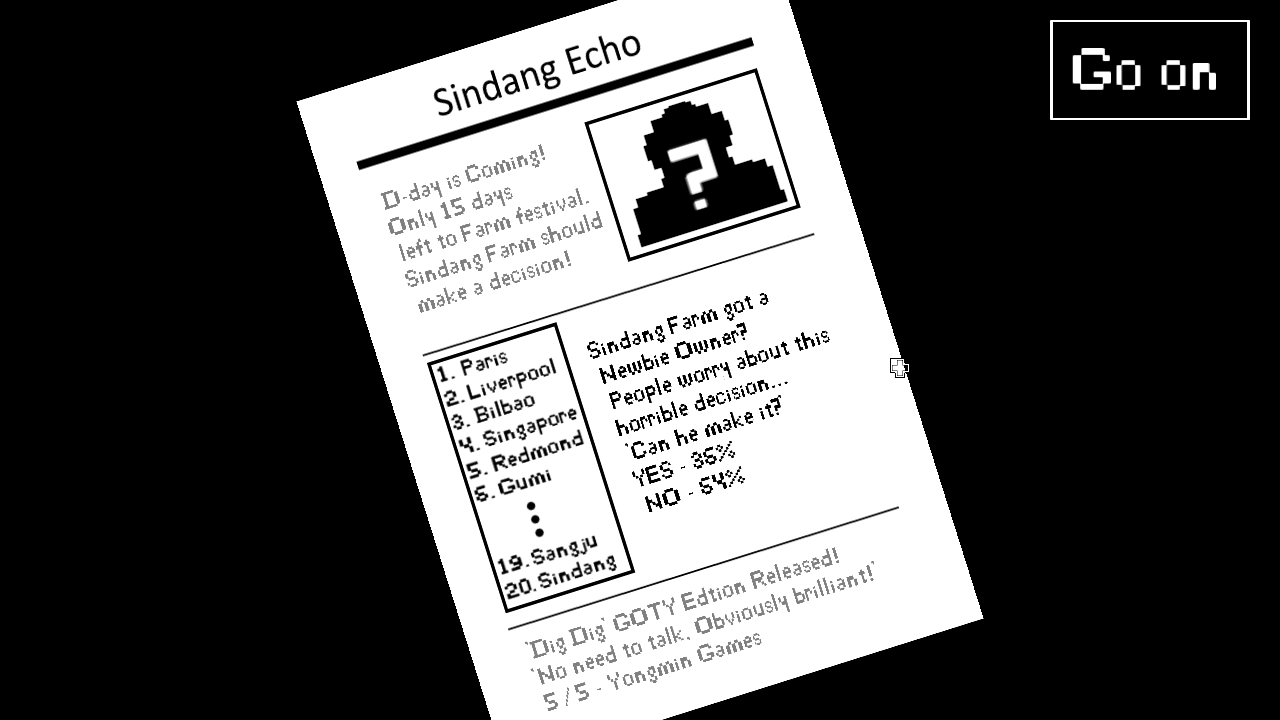 Sindang Echo
Go on
D-day is Coming!
Only 15 days
left to Farm festival.
Sindang Farm should
make a decision!
?
1. Paris
2. Liverpool
3. Bilbao
4. Singapore
5. Redmond
6. Gumi
19. Sangju
20. Sindang
Sindang Farm got a
Newbie Owner?
People worry about this
horrible decision...
'Can he make it?'
YES - 36%
NO - 54%
'Dig Dig' GOTY Edtion Released!
'No need to talk. Obviously brilliant!'
5 / 5 - Yongmin Games